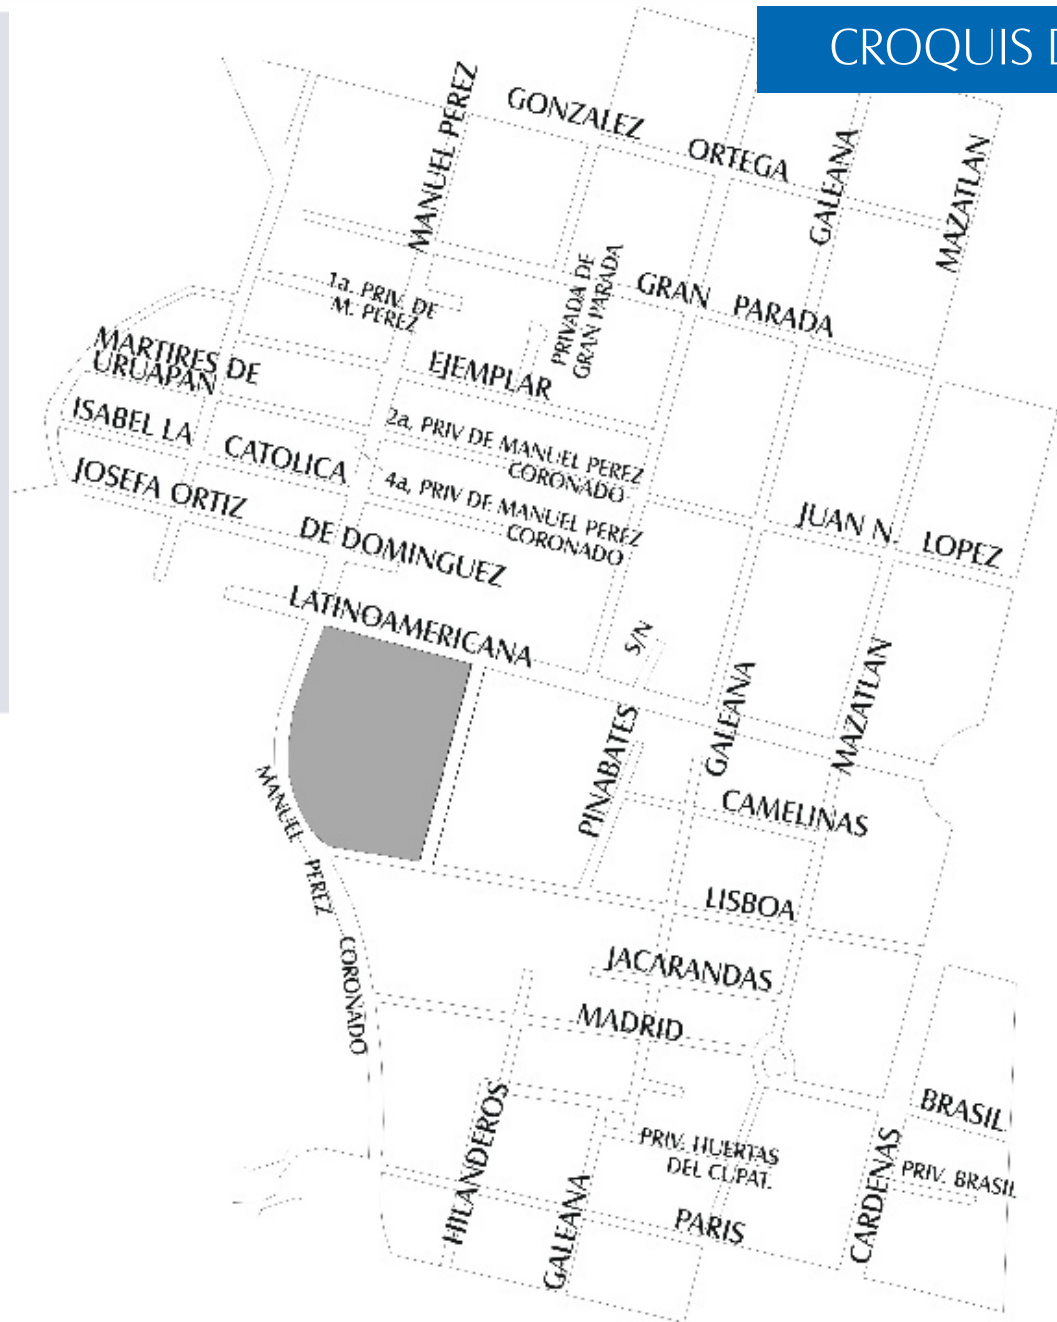 CROQUIS D
GONZALEZ ORTEGA
MANUEL PEREZ
GALEANA
MAZATLAN
1a, PRIV. DE
M. PEREZ
PRIVADA DE
GRAN PARADA
GRAN PARADA
MARTIRES DE
URUAPAN
EJEMPLAR
ISABEL LA CATOLICA
2a, PRIV DE MANUEL PEREZ
CORONADO
JOSEFA ORTIZ DE DOMINGUEZ
4a, PRIV DE MANUEL PEREZ
CORONADO
JUAN N. LOPEZ
LATINOAMERICANA
S/N
PINABATES
GALEANA
MAZATLAN
MANUEL PEREZ CORONADO
CAMELINAS
LISBOA
JACARANDAS
MADRID
HILANDEROS
GALEANA
PRIV. HUERTAS
DEL CUPAT.
PARIS
CARDENAS
BRASIL
PRIV. BRASIL